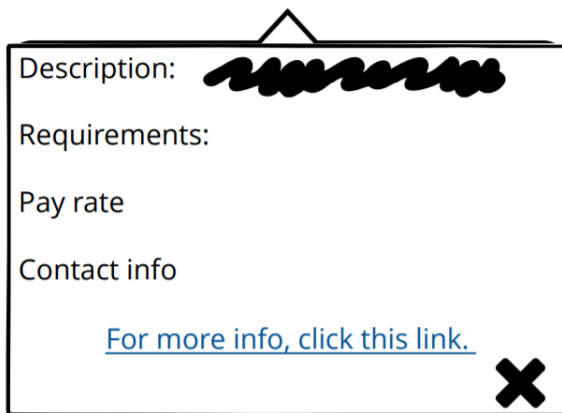 Description:
Requirements:
Pay rate
Contact info
For more info, click this link.